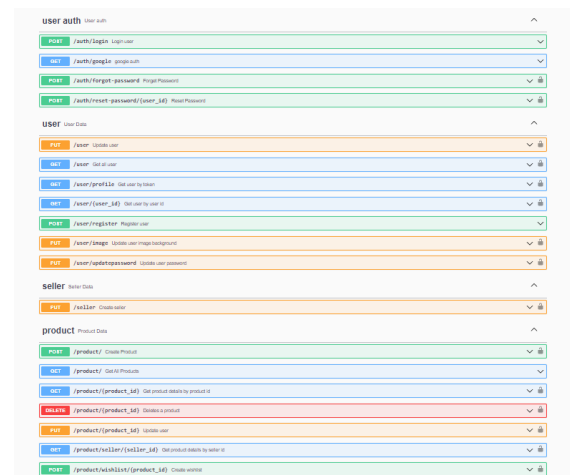 user auth User auth
POST /auth/login Login user
GET /auth/google google auth
POST /auth/forgot-password Forgot Password
POST /auth/reset-password/{user_id} Reset Password
user User Data
PUT /user Update user
GET /user Get all user
GET /user/profile Get user by token
GET /user/{user_id} Get user by user id
POST /user/register Register user
PUT /user/image Update user image background
PUT /user/updatepassword Update user password
seller Seller Data
PUT /seller Create seller
product Product Data
POST /product/ Create Product
GET /product/ Get All Products
GET /product/{product_id} Get product details by product id
DELETE /product/{product_id} Deletes a product
PUT /product/{product_id} Update user
GET /product/seller/{seller_id} Get product details by seller id
POST /product/wishlist/{product_id} Create wishlist